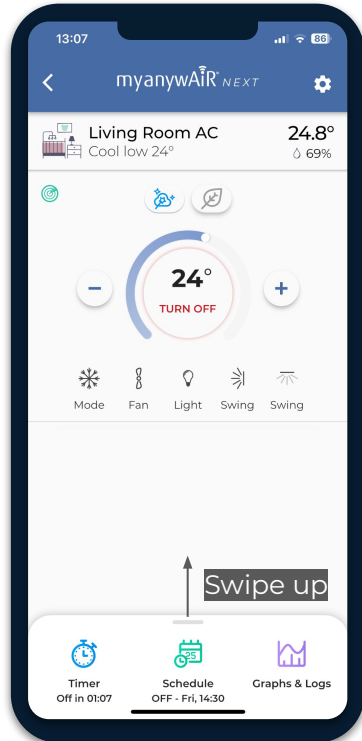 13:07
86
myanywAIR NEXT
Living Room AC
24.8°
Cool low 24°
69%
24°
TURN OFF
Mode
Fan
Light
Swing
Swing
Swipe up
25
Timer
Schedule
Graphs & Logs
Off in 01:07
OFF - Fri, 14:30